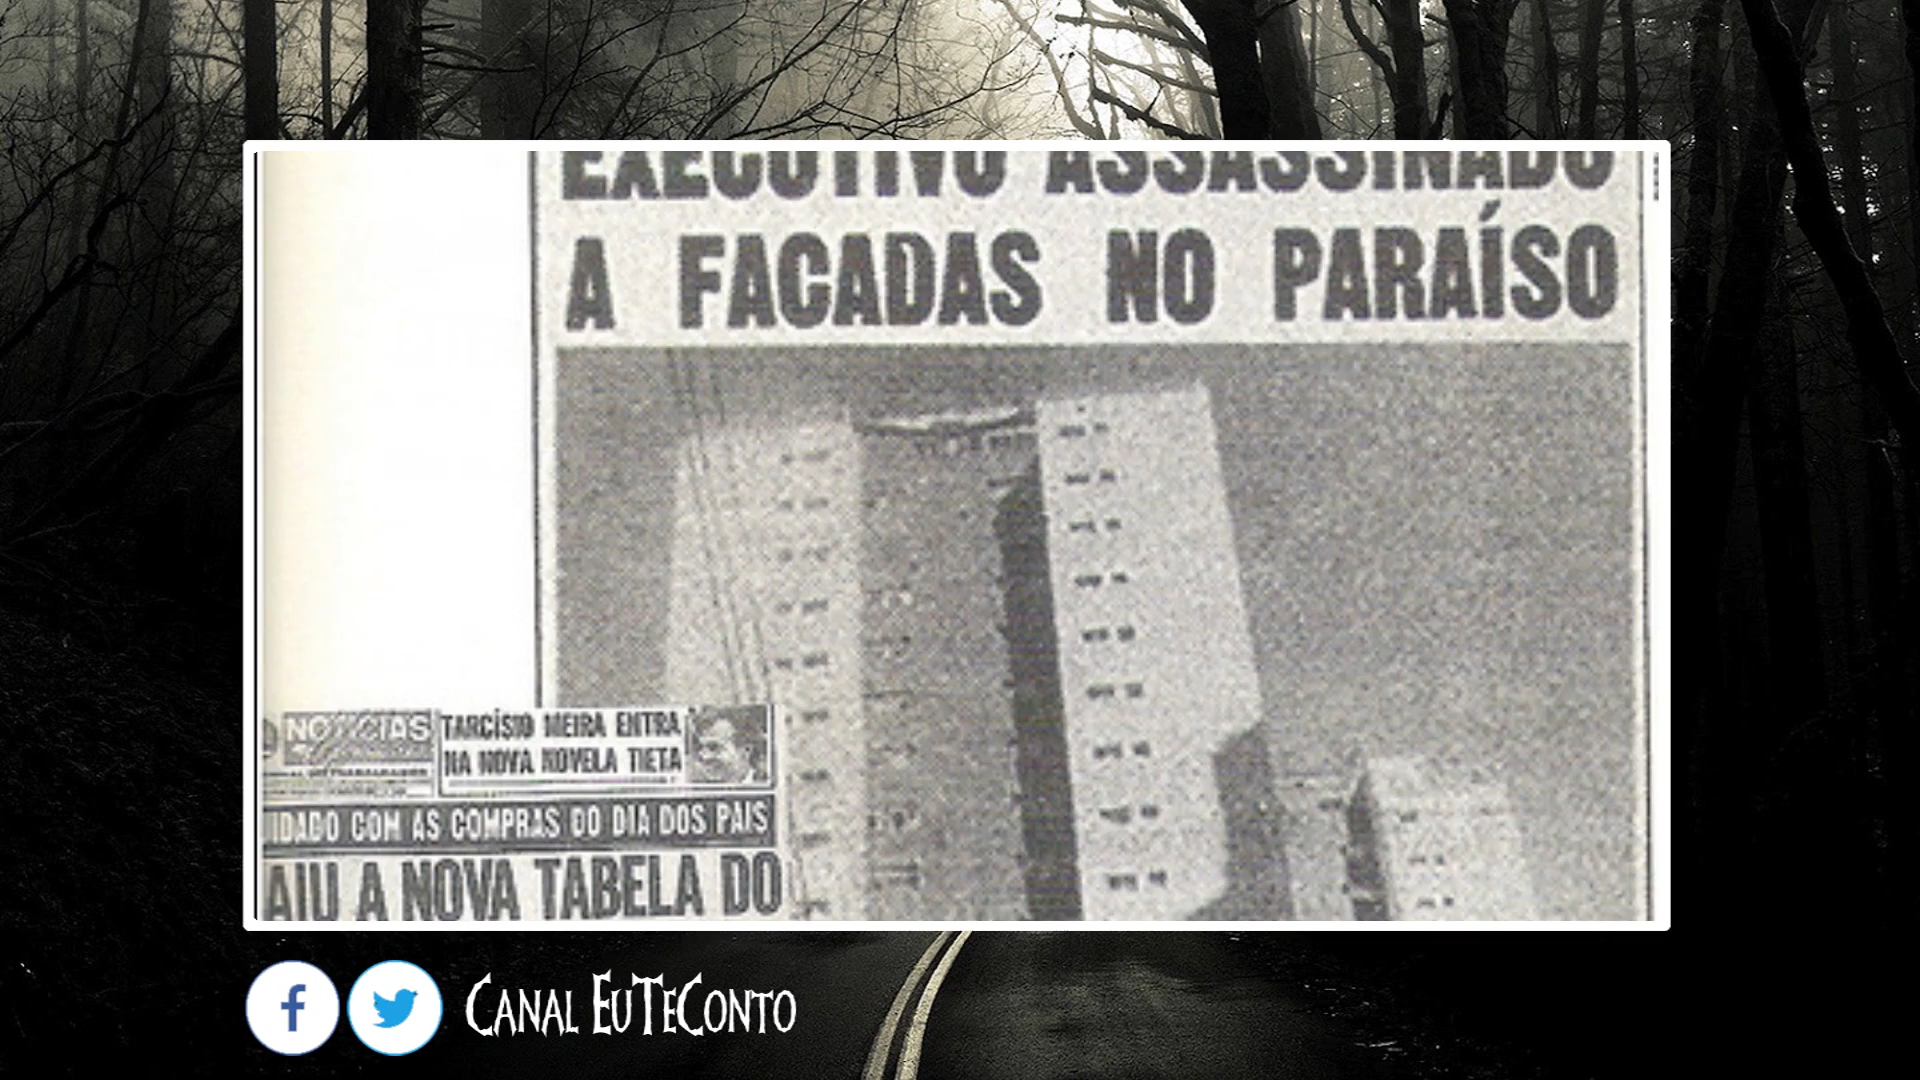 EXECUTIVO ASSASSINADO
A FACADAS NO PARAÍSO
NOTÍCIAS
TARCÍSIO MEIRA ENTRA
NA NOVA NOVELA TIETA
IDADO COM AS COMPRAS DO DIA DOS PAIS
AIU A NOVA TABELA DO
f
CANAL EUTECONTO